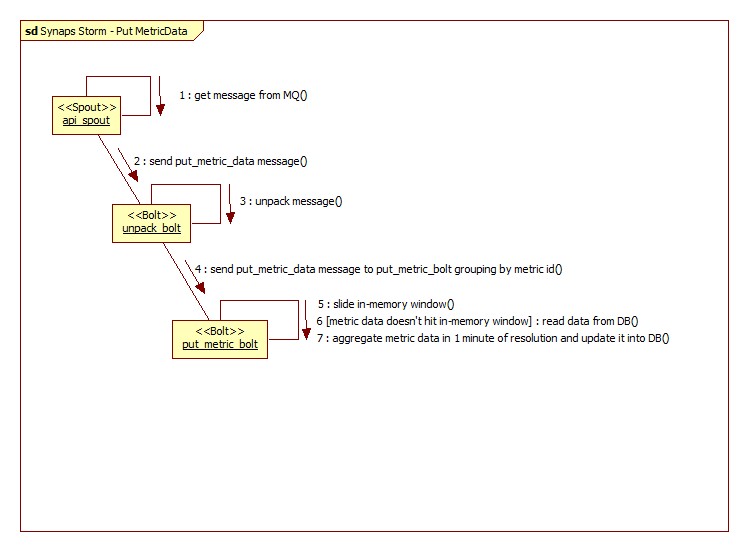 sd Synaps Storm - Put MetricData
1 : get message from MQ()
<<Spout>>
api_spout
2 : send put_metric_data message()
3 : unpack message()
<<Bolt>>
unpack_bolt
4 : send put_metric_data message to put_metric_bolt grouping by metric id()
5 : slide in-memory window()
6 [metric data doesn't hit in-memory window] : read data from DB()
<<Bolt>>
put_metric_bolt
7 : aggregate metric data in 1 minute of resolution and update it into DB()